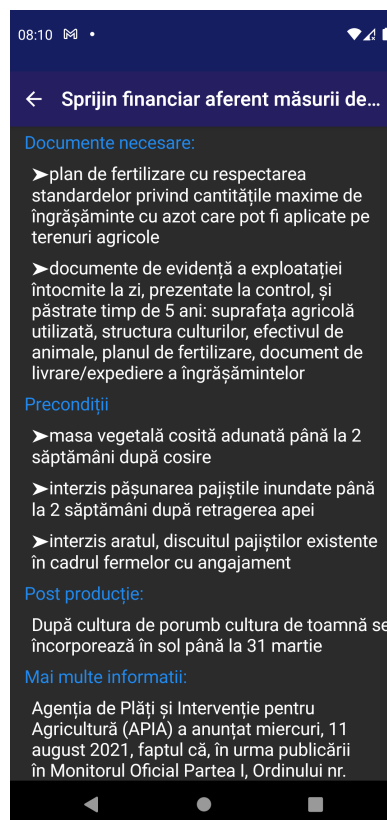 08:10
Sprijin financiar aferent măsurii de...
Documente necesare:
➤plan de fertilizare cu respectarea
standardelor privind cantitățile maxime de
îngrășăminte cu azot care pot fi aplicate pe
terenuri agricole
➤documente de evidență a exploatației
întocmite la zi, prezentate la control, și
păstrate timp de 5 ani: suprafața agricolă
utilizată, structura culturilor, efectivul de
animale, planul de fertilizare, document de
livrare/expediere a îngrășămintelor
Precondiții
➤masa vegetală cosită adunată până la 2
săptămâni după cosire
➤interzis pășunarea pajiștile inundate până
la 2 săptămâni după retragerea apei
➤interzis aratul, discuitul pajiștilor existente
în cadrul fermelor cu angajament
Post producție:
După cultura de porumb cultura de toamnă se
încorporează în sol până la 31 martie
Mai multe informatii:
Agenția de Plăți și Intervenție pentru
Agricultură (APIA) a anunțat miercuri, 11
august 2021, faptul că, în urma publicării
în Monitorul Oficial Partea I, Ordinului nr.